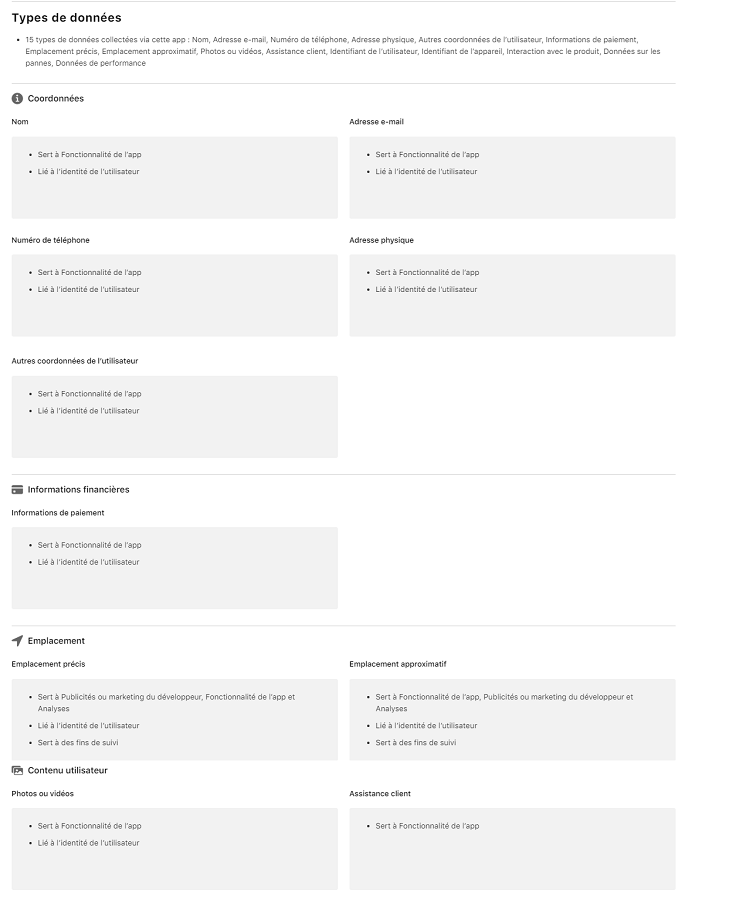 Types de données
• 15 types de données collectées via cette app : Nom, Adresse e-mail, Numéro de téléphone, Adresse physique, Autres coordonnées de l'utilisateur, Informations de paiement,
Emplacement précis, Emplacement approximatif, Photos ou vidéos, Assistance client, Identifiant de l'utilisateur, Identifiant de l'appareil, Interaction avec le produit, Données sur les
pannes, Données de performance
Coordonnées
Nom
• Sert à Fonctionnalité de l'app
• Lié à l'identité de l'utilisateur
Adresse e-mail
• Sert à Fonctionnalité de l'app
• Lié à l'identité de l'utilisateur
Numéro de téléphone
• Sert à Fonctionnalité de l'app
• Lié à l'identité de l'utilisateur
Adresse physique
• Sert à Fonctionnalité de l'app
• Lié à l'identité de l'utilisateur
Autres coordonnées de l'utilisateur
• Sert à Fonctionnalité de l'app
• Lié à l'identité de l'utilisateur
Informations financières
Informations de paiement
• Sert à Fonctionnalité de l'app
• Lié à l'identité de l'utilisateur
Emplacement
Emplacement précis
• Sert à Publicités ou marketing du développeur, Fonctionnalité de l'app et
Analyses
• Lié à l'identité de l'utilisateur
• Sert à des fins de suivi
Emplacement approximatif
• Sert à Fonctionnalité de l'app, Publicités ou marketing du développeur et
Analyses
• Lié à l'identité de l'utilisateur
• Sert à des fins de suivi
Contenu utilisateur
Photos ou vidéos
• Sert à Fonctionnalité de l'app
• Lié à l'identité de l'utilisateur
Assistance client
• Sert à Fonctionnalité de l'app